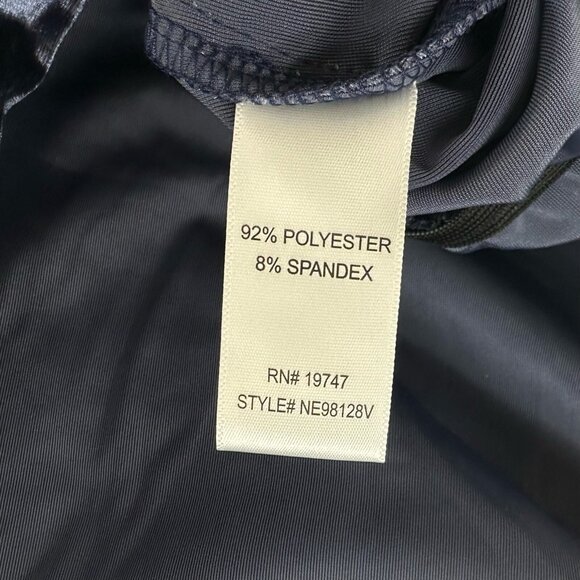 92% POLYESTER
8% SPANDEX
RN# 19747
STYLE# NE98128V